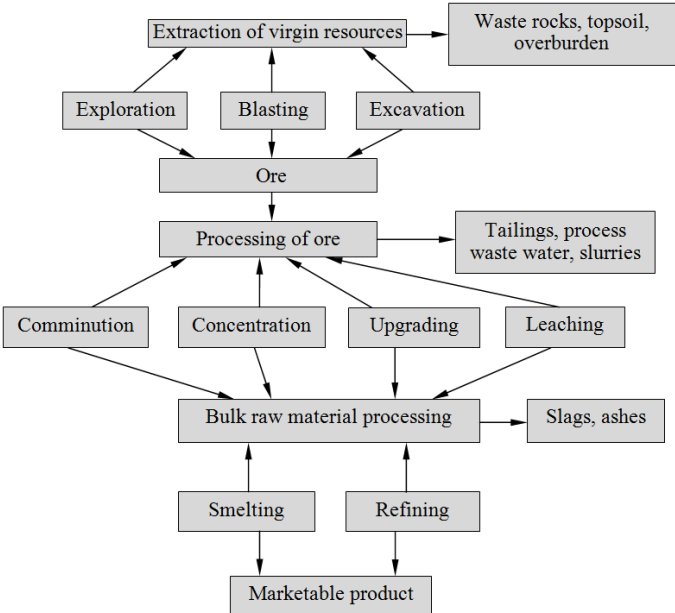 Extraction of virgin resources
Waste rocks, topsoil,
overburden
Exploration
Blasting
Excavation
Ore
Processing of ore
Tailings, process
waste water, slurries
Comminution
Concentration
Upgrading
Leaching
Bulk raw material processing
Slags, ashes
Smelting
Refining
Marketable product